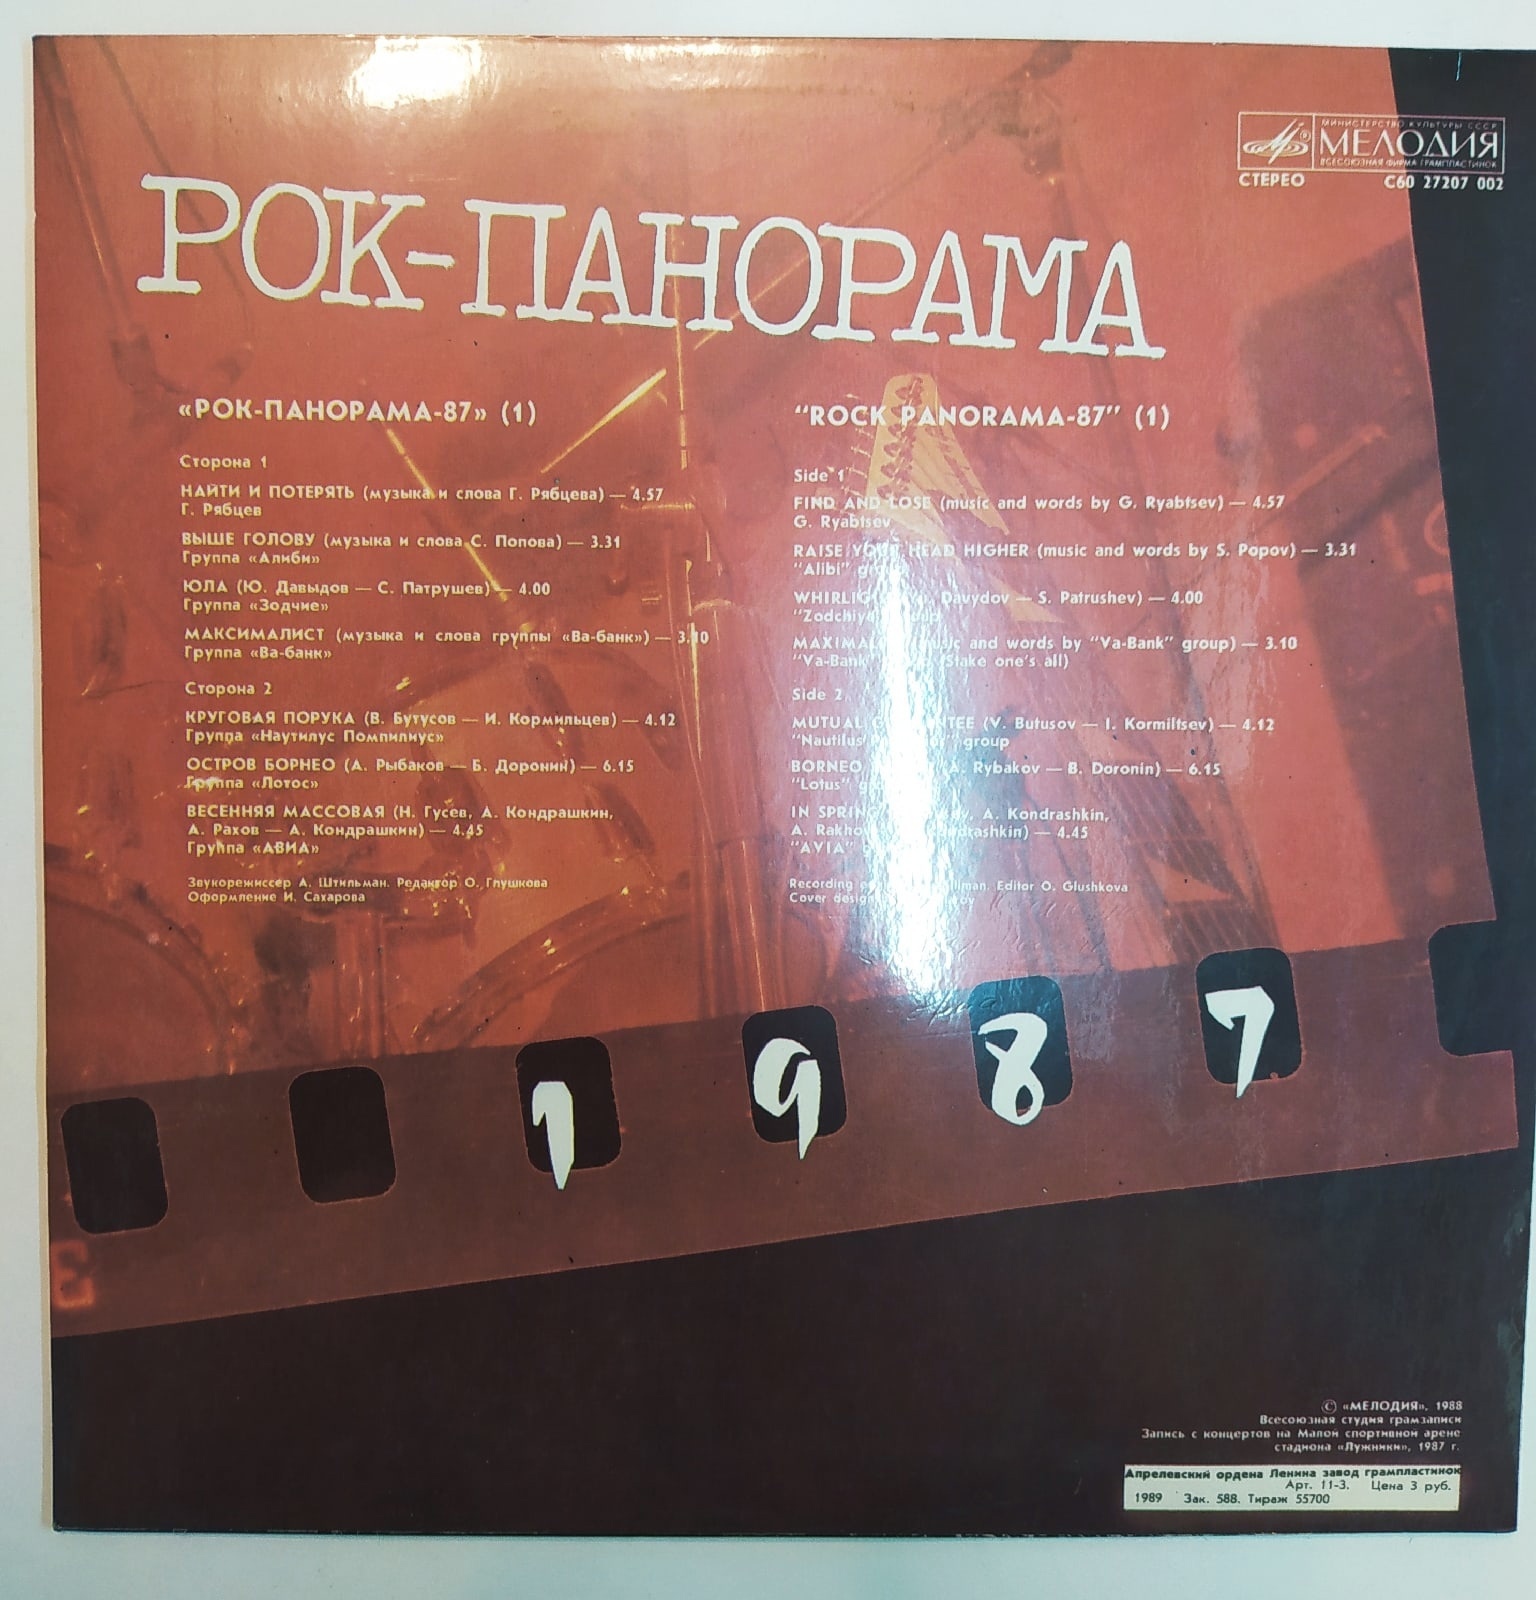 МИНИСТЕРСТВО КУЛЬТУРЫ СССР
МЕЛОДИЯ
ВСЕСОЮЗНАЯ ФИРМА ГРАМПЛАСТИНОК
СТЕРЕО С60 27207 002
РОК-ПАНОРАМА
«РОК-ПАНОРАМА-87» (1)
Сторона 1
НАЙТИ И ПОТЕРЯТЬ (музыка и слова Г. Рябцева) — 4.57
Г. Рябцев
ВЫШЕ ГОЛОВУ (музыка и слова С. Попова) — 3.31
Группа «Алиби»
ЮЛА (Ю. Давыдов — С. Патрушев) — 4.00
Группа «Зодчие»
МАКСИМАЛИСТ (музыка и слова группы «Ва-банк») — 3.10
Группа «Ва-банк»
Сторона 2
КРУГОВАЯ ПОРУКА (В. Бутусов — И. Кормильцев) — 4.12
Группа «Наутилус Помпилиус»
ОСТРОВ БОРНЕО (А. Рыбаков — Б. Доронин) — 6.15
Группа «Лотос»
ВЕСЕННЯЯ МАССОВАЯ (Н. Гусев, А. Кондрашкин,
А. Рахов — А. Кондрашкин) — 4.45
Группа «АВИА»
Звукорежиссер А. Штильман. Редактор О. Глушкова
Оформление И. Сахарова
"ROCK PANORAMA-87" (1)
Side 1
FIND AND LOSE (music and words by G. Ryabtsev) — 4.57
G. Ryabtsev
RAISE YOUR HEAD HIGHER (music and words by S. Popov) — 3.31
"Alibi"
Davydov — S. Patrushev) — 4.00
and words by "Va-Bank" group) — 3.10
"Va-Bank" (Stake one's all)
Side 2
MUTUAL (V. Butusov — I. Kormiltsev) — 4.12
"Nautilus group
BORNEO A. Rybakov — B. Doronin) — 6.15
"Lotus"
IN A. Kondrashkin,
A. — 4.45
"AVIA"
Recording Editor O. Glushkova
Cover
1987
© «МЕЛОДИЯ», 1988
Всесоюзная студия грамзаписи
Запись с концертов на Малой спортивной арене
стадиона «Лужники», 1987 г.
Апрелевский ордена Ленина завод грампластинок
Арт. 11-3. Цена 3 руб.
1989 Зак. 588. Тираж 55700